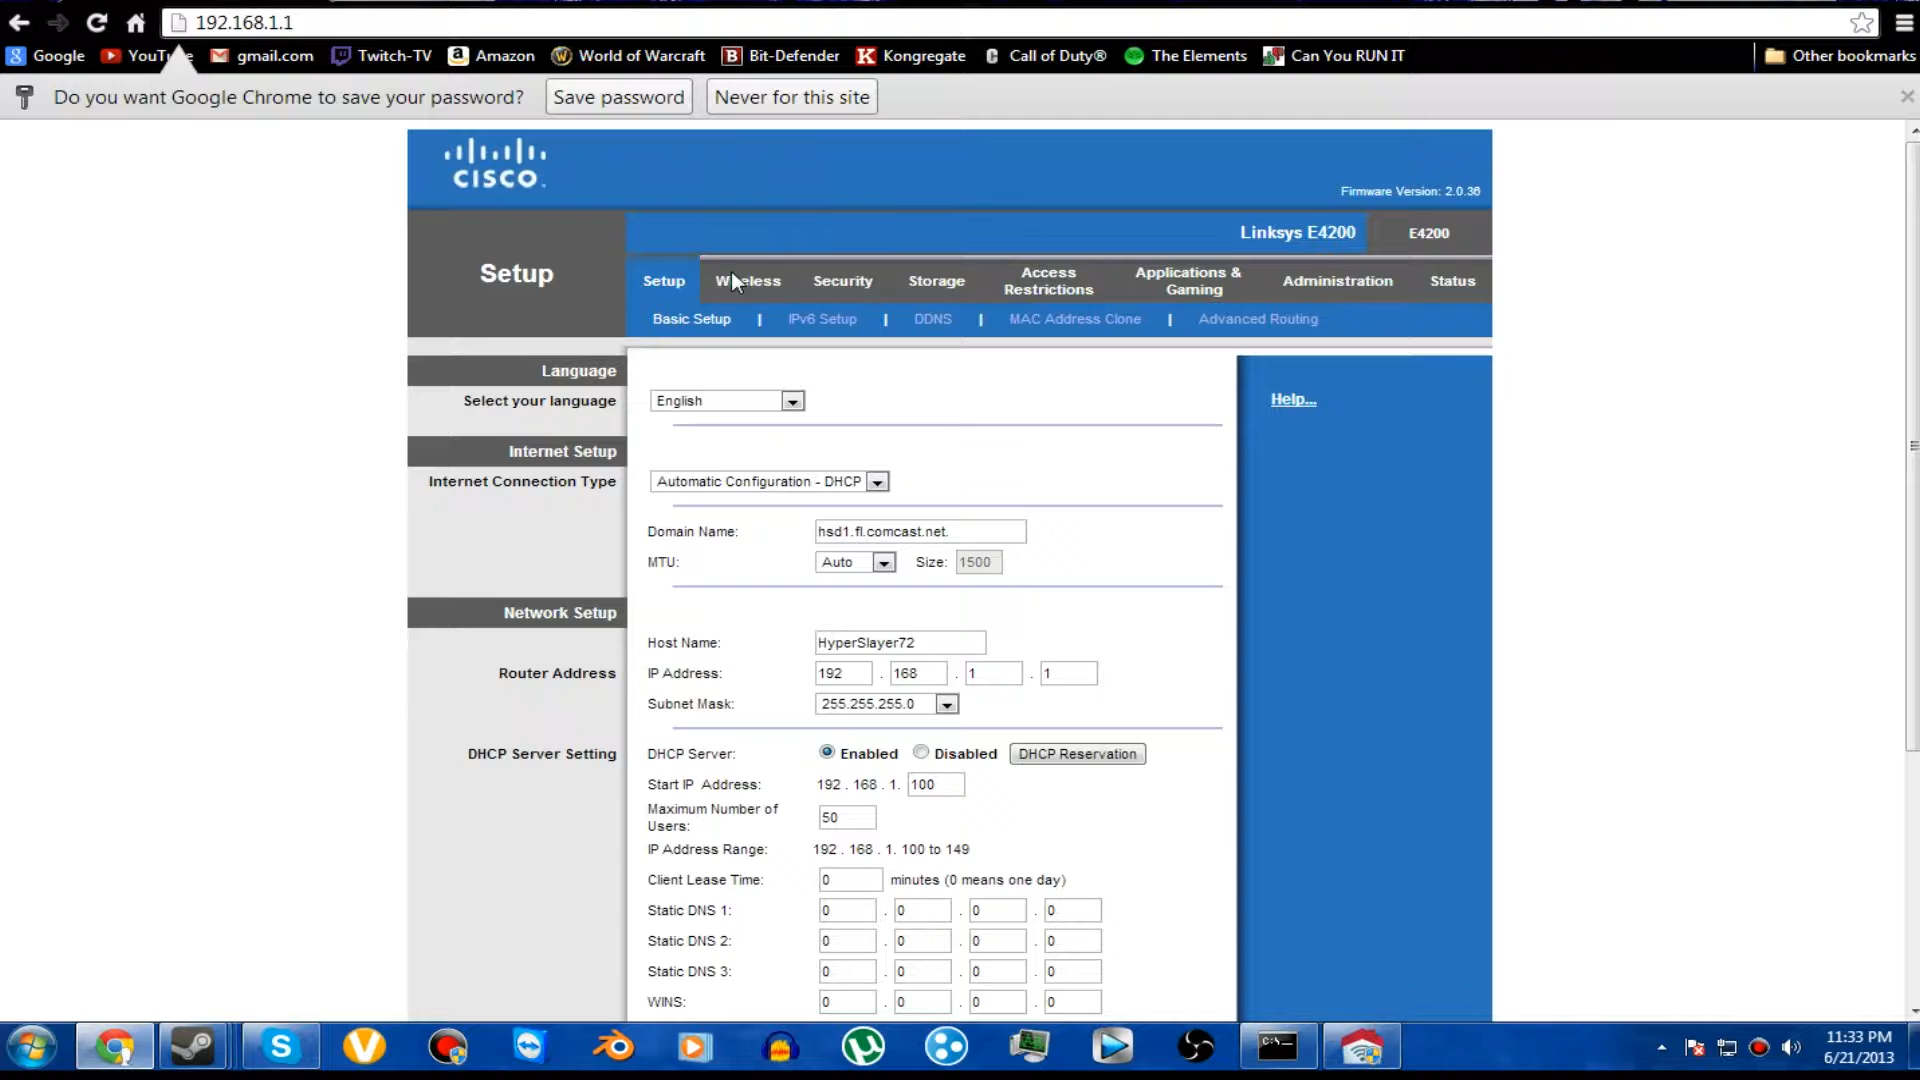 192.168.1.1
Google YouTube gmail.com Twitch-TV Amazon World of Warcraft Bit-Defender Kongregate Call of Duty® The Elements Can You RUN IT Other bookmarks
Do you want Google Chrome to save your password? Save password Never for this site
CISCO
Firmware Version: 2.0.36
Linksys E4200 E4200
Setup
Setup Wireless Security Storage Access Restrictions Applications & Gaming Administration Status
Basic Setup | IPv6 Setup | DDNS | MAC Address Clone | Advanced Routing
Language
Select your language English
Help...
Internet Setup
Internet Connection Type Automatic Configuration - DHCP
Domain Name: hsd1.fl.comcast.net.
MTU: Auto Size: 1500
Network Setup
Host Name: HyperSlayer72
Router Address IP Address: 192 . 168 . 1 . 1
Subnet Mask: 255.255.255.0
DHCP Server Setting DHCP Server: Enabled Disabled DHCP Reservation
Start IP Address: 192 . 168 . 1. 100
Maximum Number of
Users: 50
IP Address Range: 192 . 168 . 1. 100 to 149
Client Lease Time: 0 minutes (0 means one day)
Static DNS 1: 0 . 0 . 0 . 0
Static DNS 2: 0 . 0 . 0 . 0
Static DNS 3: 0 . 0 . 0 . 0
WINS: 0 . 0 . 0 . 0
11:33 PM
6/21/2013